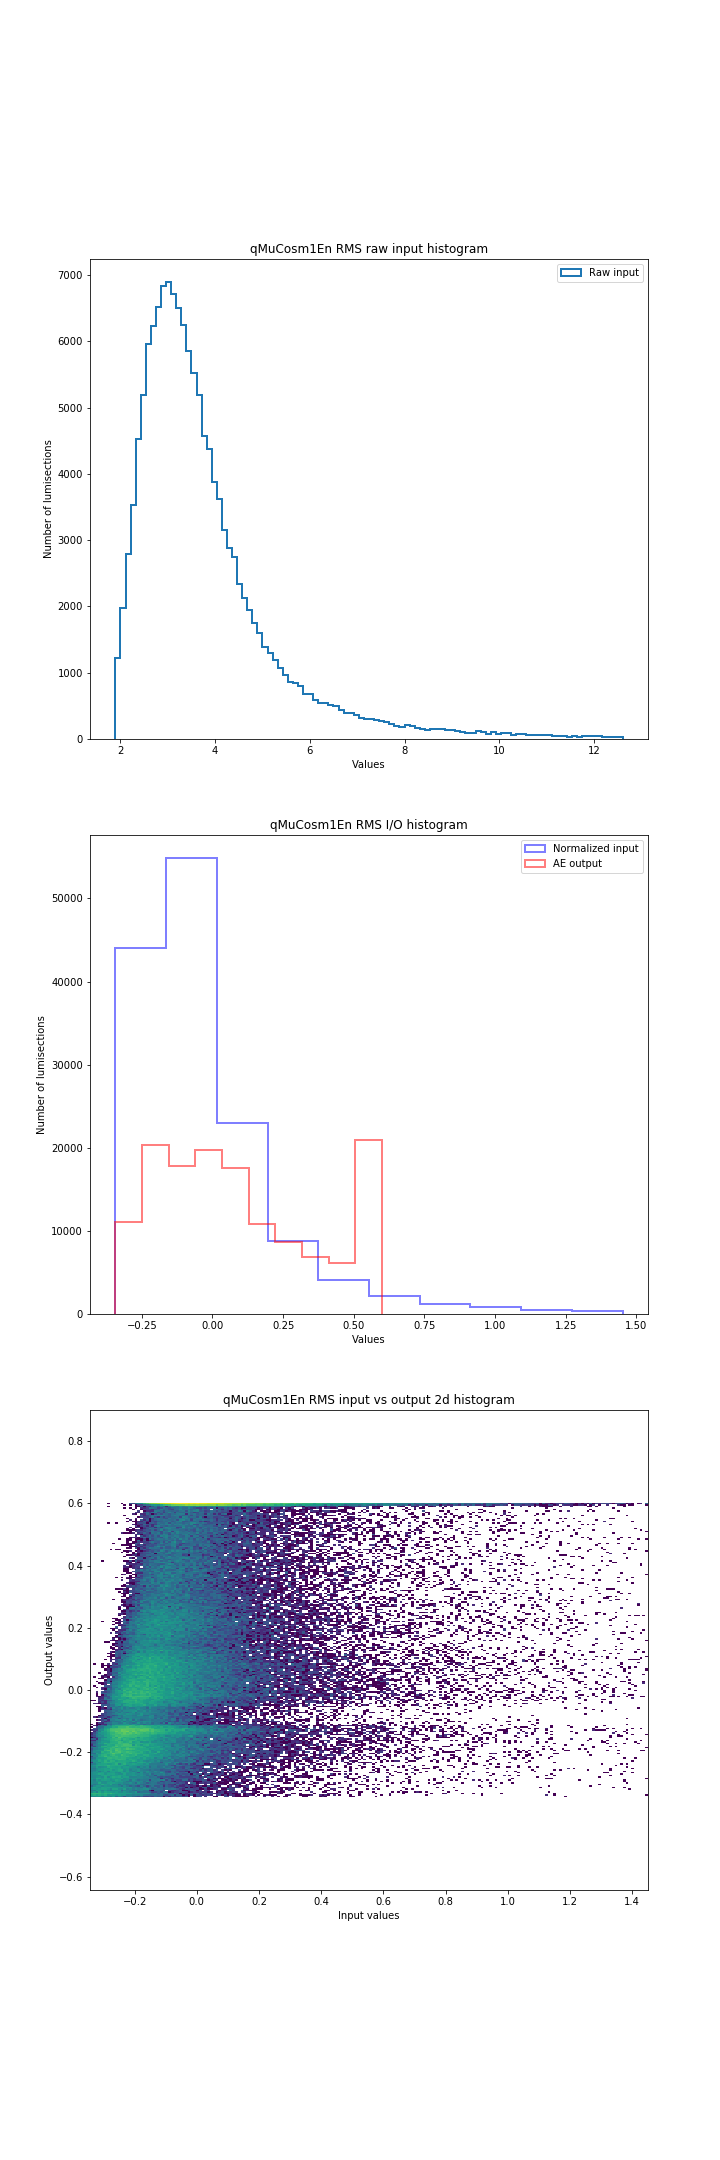 qMuCosm1En RMS raw input histogram
Raw input
7000
6000
5000
4000
3000
2000
1000
0
Number of lumisections
2 4 6 8 10 12
Values
qMuCosm1En RMS I/O histogram
Normalized input
AE output
50000
40000
30000
20000
10000
0
Number of lumisections
−0.25 0.00 0.25 0.50 0.75 1.00 1.25 1.50
Values
qMuCosm1En RMS input vs output 2d histogram
0.8
0.6
0.4
0.2
0.0
−0.2
−0.4
−0.6
Output values
−0.2 0.0 0.2 0.4 0.6 0.8 1.0 1.2 1.4
Input values